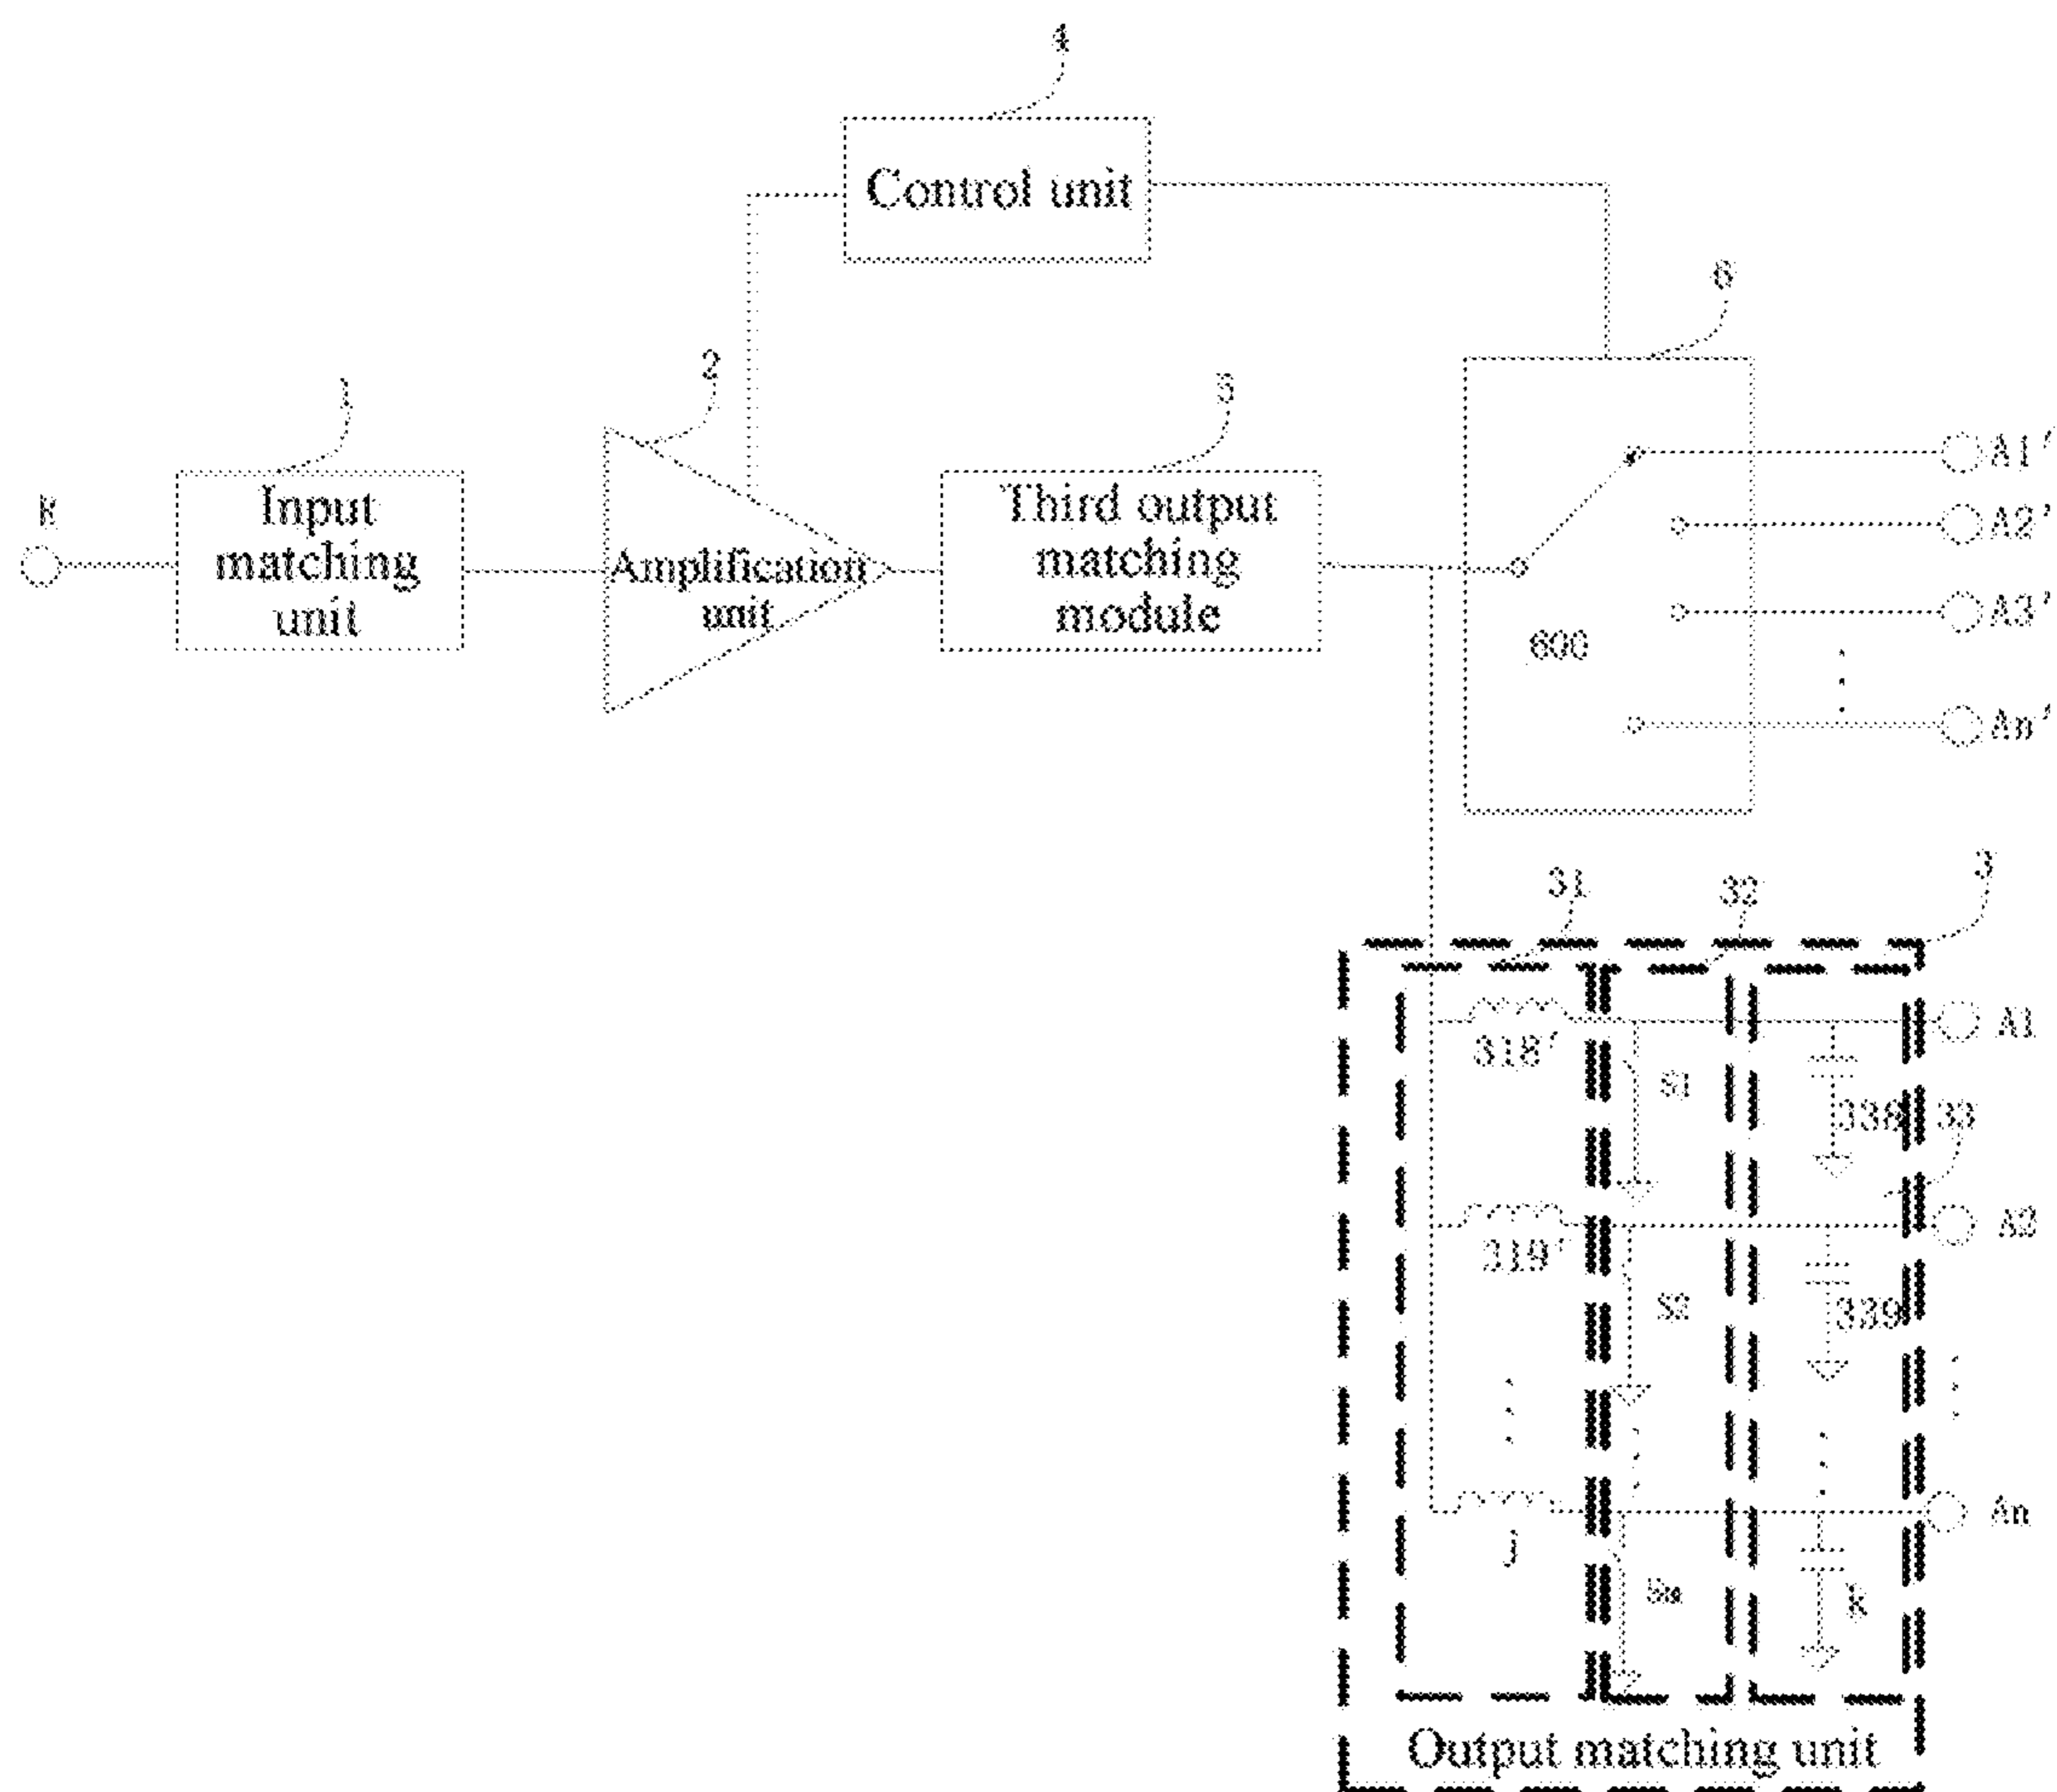 4
Control unit
6
2
5
1
Input
matching
unit
Amplification
unit
Third output
matching
module
600
A1′
A2′
A3′
An′
31
32
3
318′
S1
338
33
A1
319′
S2
339
A2
j
Sn
k
An
Output matching unit